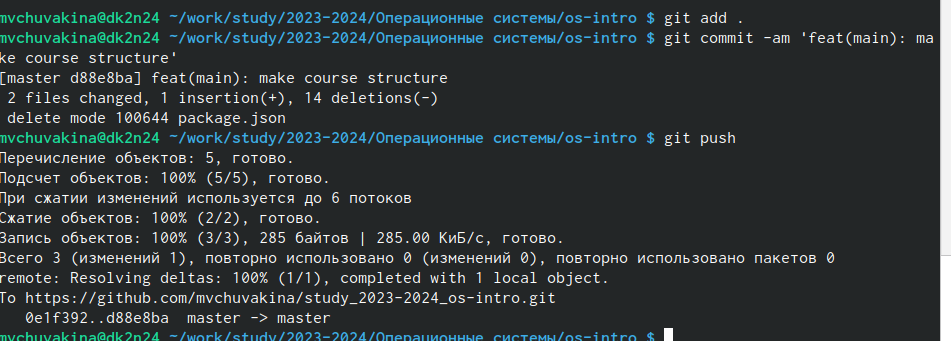 mvchuvakina@dk2n24 ~/work/study/2023-2024/Операционные системы/os-intro $ git add .
mvchuvakina@dk2n24 ~/work/study/2023-2024/Операционные системы/os-intro $ git commit -am 'feat(main): ma
ke course structure'
[master d88e8ba] feat(main): make course structure
 2 files changed, 1 insertion(+), 14 deletions(-)
 delete mode 100644 package.json
mvchuvakina@dk2n24 ~/work/study/2023-2024/Операционные системы/os-intro $ git push
Перечисление объектов: 5, готово.
Подсчет объектов: 100% (5/5), готово.
При сжатии изменений используется до 6 потоков
Сжатие объектов: 100% (2/2), готово.
Запись объектов: 100% (3/3), 285 байтов | 285.00 КиБ/с, готово.
Всего 3 (изменений 1), повторно использовано 0 (изменений 0), повторно использовано пакетов 0
remote: Resolving deltas: 100% (1/1), completed with 1 local object.
To https://github.com/mvchuvakina/study_2023-2024_os-intro.git
   0e1f392..d88e8ba  master -> master
mvchuvakina@dk2n24 ~/work/study/2023-2024/Операционные системы/os-intro $